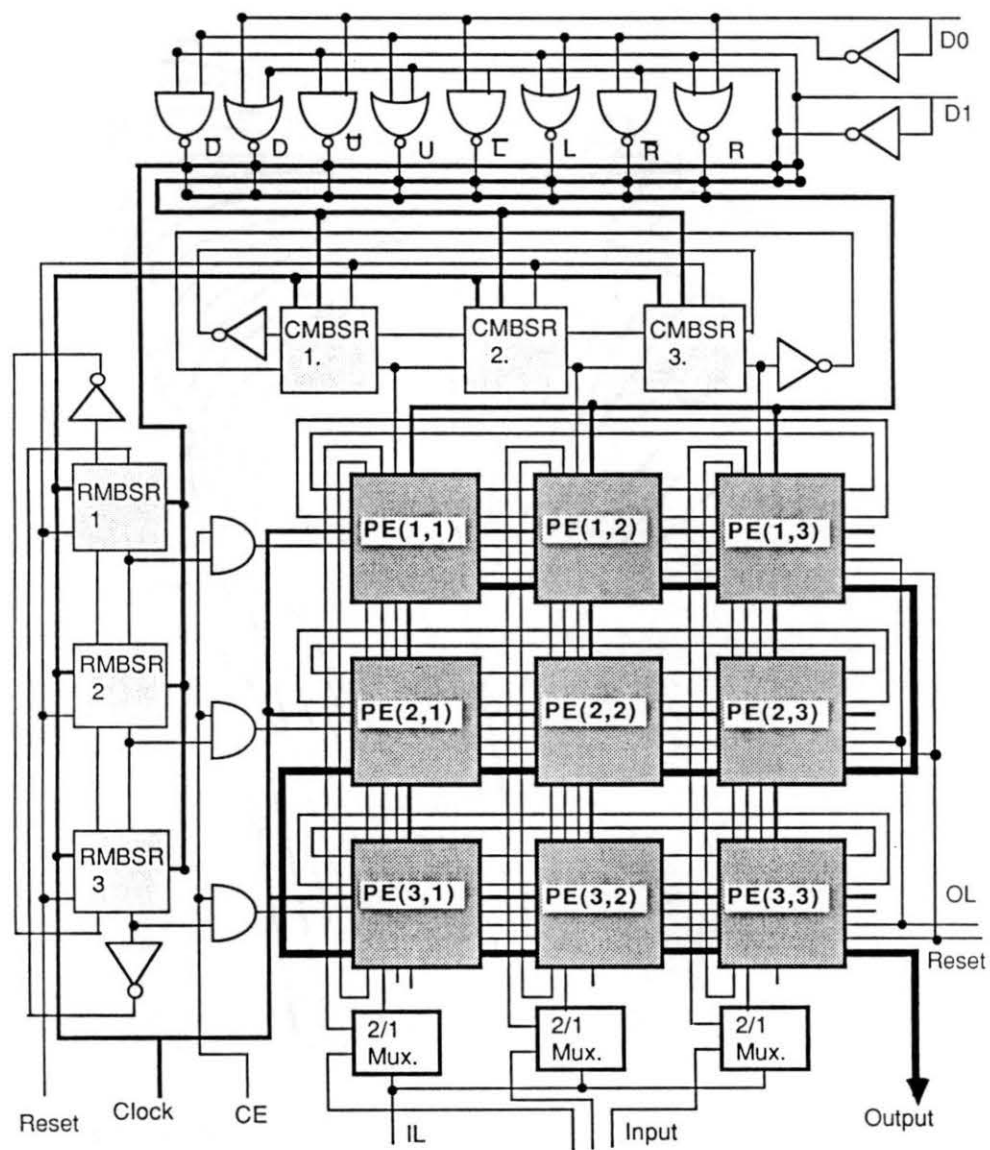 D0
D1
D̅ D U̅ U L̅ L R̅ R
CMBSR
1.
CMBSR
2.
CMBSR
3.
RMBSR
1
PE(1,1) PE(1,2) PE(1,3)
RMBSR
2
PE(2,1) PE(2,2) PE(2,3)
RMBSR
3
PE(3,1) PE(3,2) PE(3,3)
OL
Reset
2/1
Mux.
2/1
Mux.
2/1
Mux.
Reset Clock CE IL Input Output